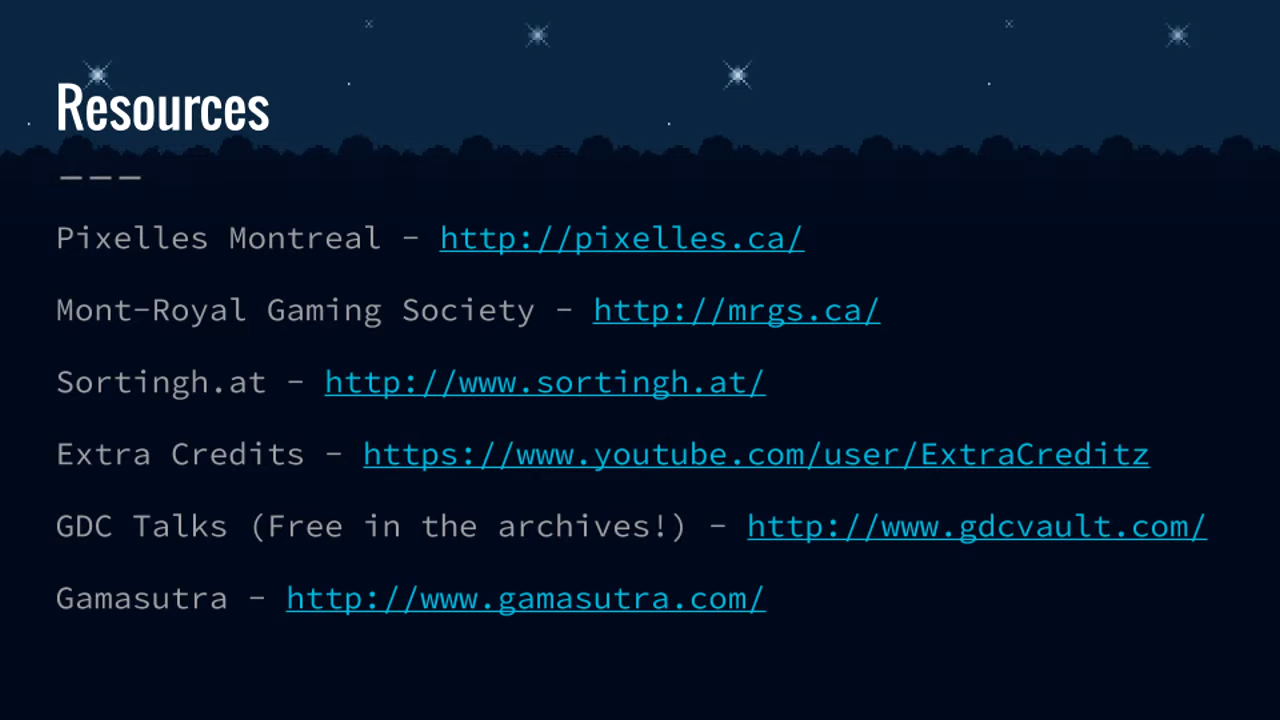 Resources
———
Pixelles Montreal - http://pixelles.ca/
Mont-Royal Gaming Society - http://mrgs.ca/
Sortingh.at - http://www.sortingh.at/
Extra Credits - https://www.youtube.com/user/ExtraCreditz
GDC Talks (Free in the archives!) - http://www.gdcvault.com/
Gamasutra - http://www.gamasutra.com/